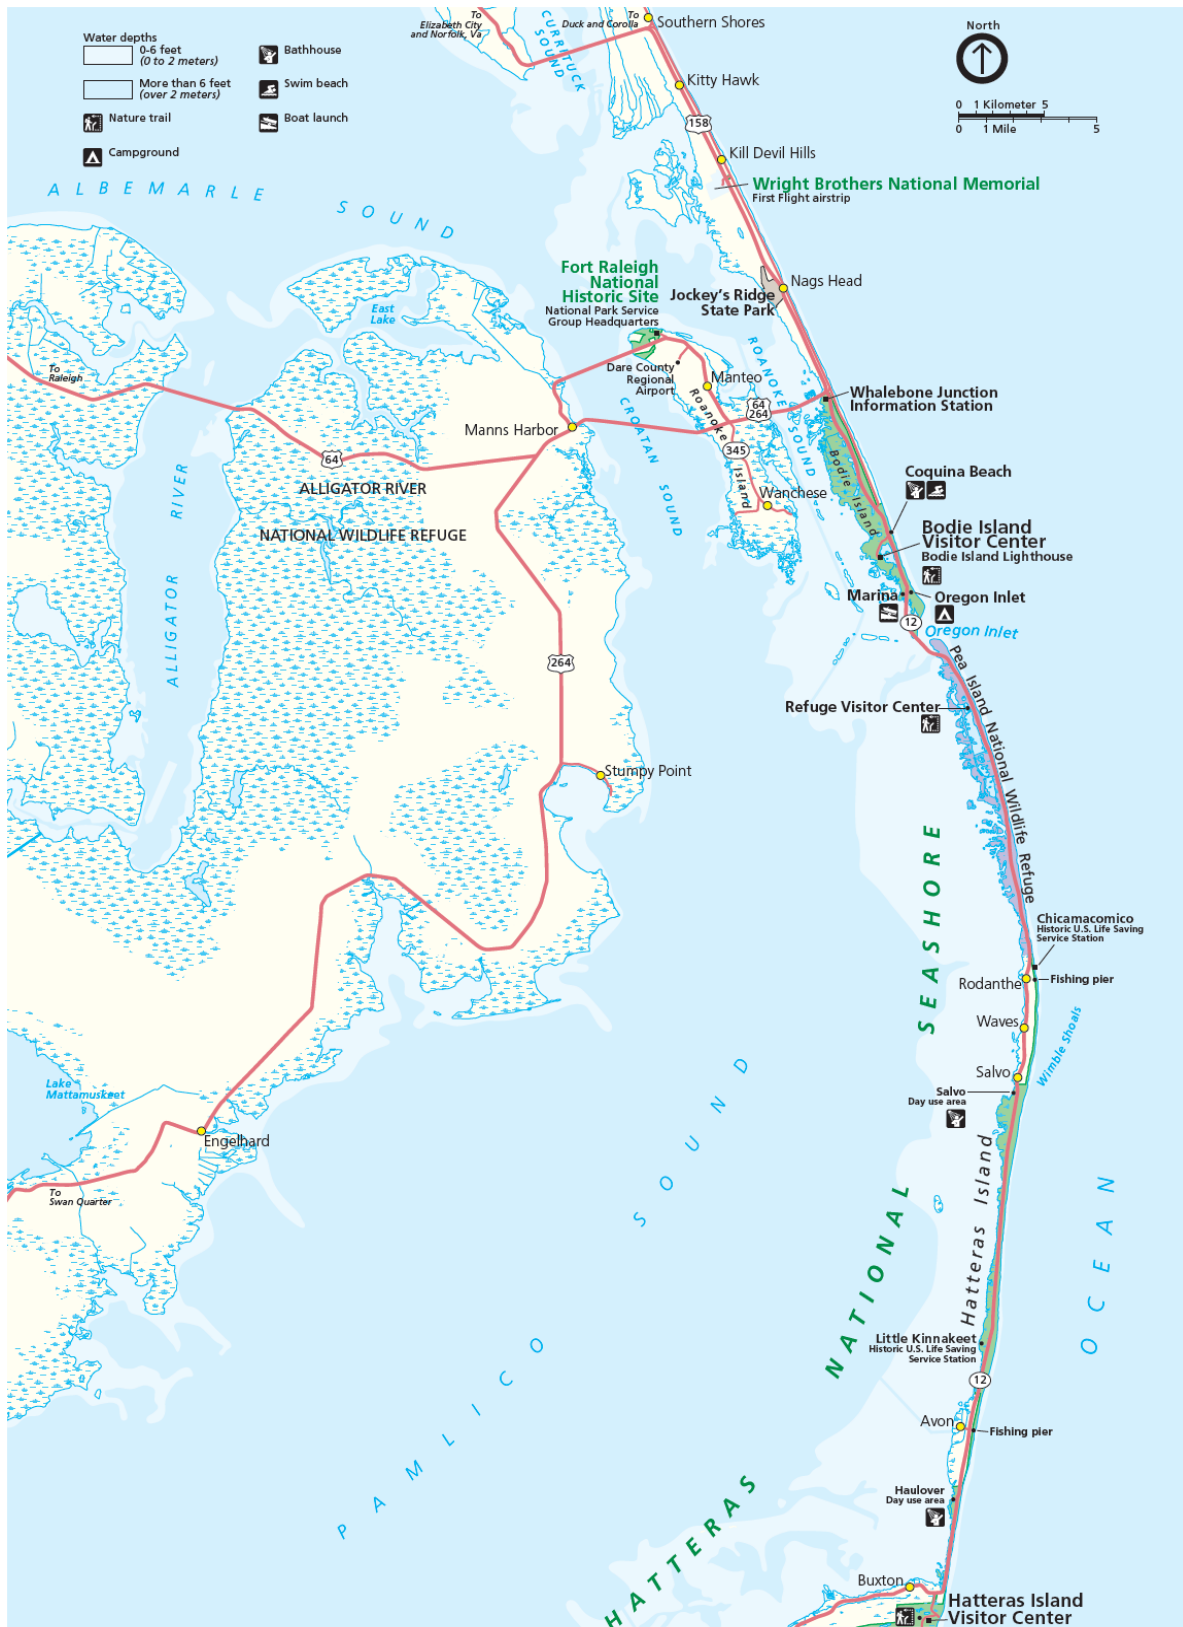 Water depths
0-6 feet
(0 to 2 meters)
More than 6 feet
(over 2 meters)
Nature trail
Campground
Bathhouse
Swim beach
Boat launch
To
Elizabeth City
and Norfolk, Va
CURRITUCK
SOUND
To
Duck and Corolla
Southern Shores
North
0 1 Kilometer 5
0 1 Mile 5
Kitty Hawk
158
Kill Devil Hills
Wright Brothers National Memorial
First Flight airstrip
ALBEMARLE SOUND
Fort Raleigh
National
Historic Site
National Park Service
Group Headquarters
Nags Head
Jockey's Ridge
State Park
East
Lake
To
Raleigh
Dare County
Regional
Airport
Manteo
ROANOKE SOUND
Roanoke Island
64
264
Whalebone Junction
Information Station
CROATAN SOUND
Manns Harbor
345
64
Bodie Island
ALLIGATOR RIVER
NATIONAL WILDLIFE REFUGE
Wanchese
Coquina Beach
Bodie Island
Visitor Center
Bodie Island Lighthouse
ALLIGATOR RIVER
Marina
Oregon Inlet
12
Oregon Inlet
264
Pea Island National Wildlife Refuge
Refuge Visitor Center
Stumpy Point
Chicamacomico
Historic U.S. Life Saving
Service Station
Rodanthe
Fishing pier
Waves
Wimble Shoals
Salvo
Salvo
Day use area
Lake
Mattamuskeet
Engelhard
To
Swan Quarter
Hatteras Island
OCEAN
PAMLICO SOUND
Little Kinnakeet
Historic U.S. Life Saving
Service Station
12
Avon
Fishing pier
Haulover
Day use area
HATTERAS NATIONAL SEASHORE
Buxton
Hatteras Island
Visitor Center